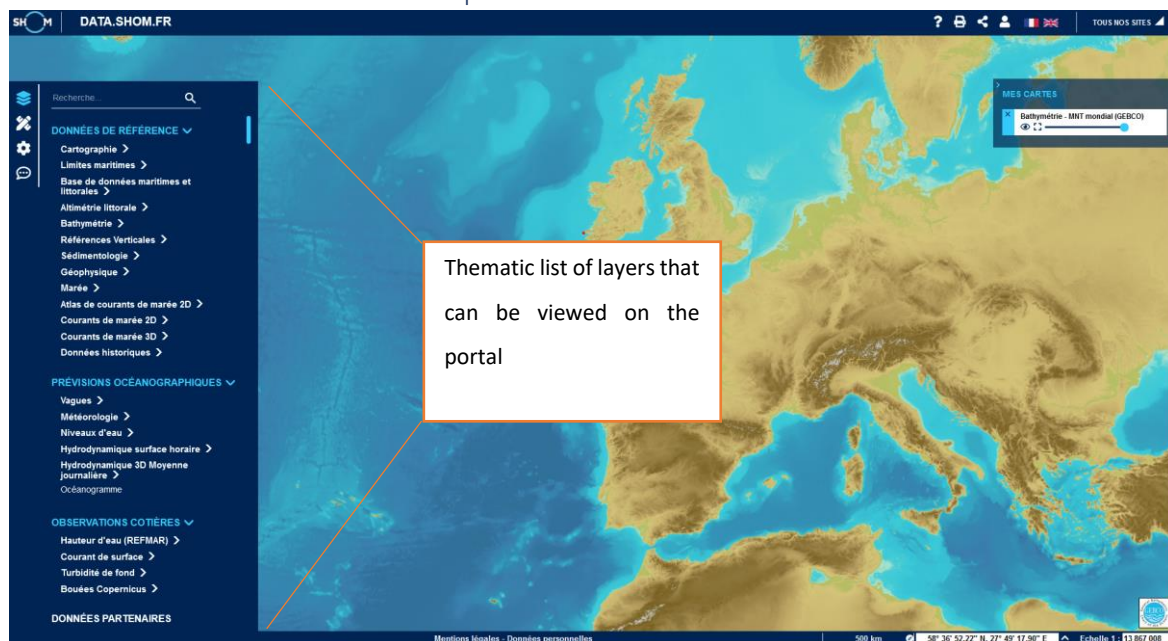 SHOM DATA.SHOM.FR ? TOUS NOS SITES
Recherche...
DONNÉES DE RÉFÉRENCE
Cartographie
Limites maritimes
Base de données maritimes et
littorales
Altimétrie littorale
Bathymétrie
Références Verticales
Sédimentologie
Géophysique
Marée
Atlas de courants de marée 2D
Courants de marée 2D
Courants de marée 3D
Données historiques
PRÉVISIONS OCÉANOGRAPHIQUES
Vagues
Météorologie
Niveaux d'eau
Hydrodynamique surface horaire
Hydrodynamique 3D Moyenne
journalière
Océanogramme
OBSERVATIONS COTIÈRES
Hauteur d'eau (REFMAR)
Courant de surface
Turbidité de fond
Bouées Copernicus
DONNÉES PARTENAIRES
Thematic list of layers that
can be viewed on the
portal
MES CARTES
Bathymétrie - MNT mondial (GEBCO)
Mentions légales - Données personnelles
500 km 58° 36' 52.22" N, 27° 49' 17.90" E Echelle 1 : 13 867 000